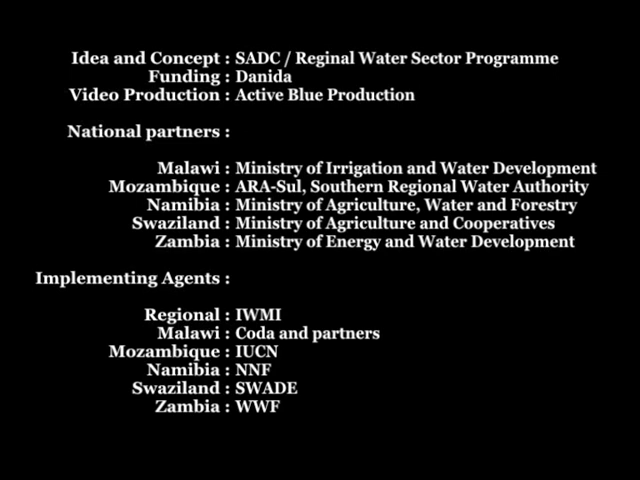 Idea and Concept : SADC / Reginal Water Sector Programme
Funding : Danida
Video Production : Active Blue Production
National partners :
Malawi : Ministry of Irrigation and Water Development
Mozambique : ARA-Sul, Southern Regional Water Authority
Namibia : Ministry of Agriculture, Water and Forestry
Swaziland : Ministry of Agriculture and Cooperatives
Zambia : Ministry of Energy and Water Development
Implementing Agents :
Regional : IWMI
Malawi : Coda and partners
Mozambique : IUCN
Namibia : NNF
Swaziland : SWADE
Zambia : WWF